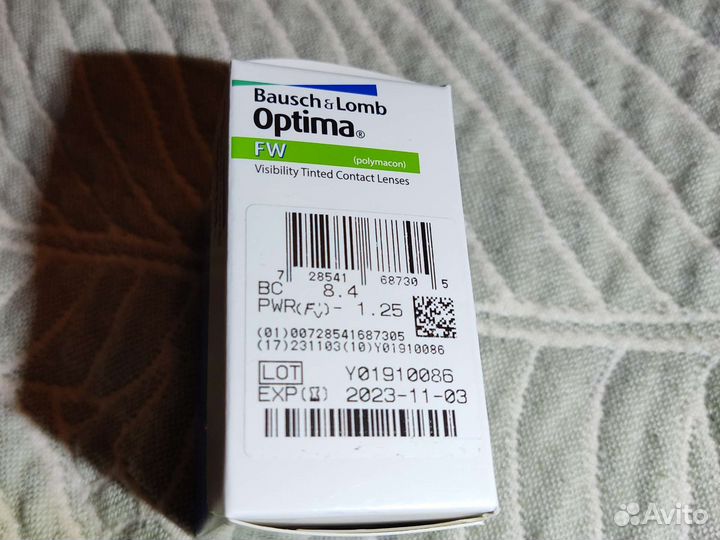 Bausch & Lomb
Optima®
FW (polymacon)
Visibility Tinted Contact Lenses
7 28541 68730 5
BC 8.4
PWR(F'v)- 1.25
(01)00728541687305
(17)231103(10)Y01910086
LOT Y01910086
EXP(⌛) 2023-11-03
Avito